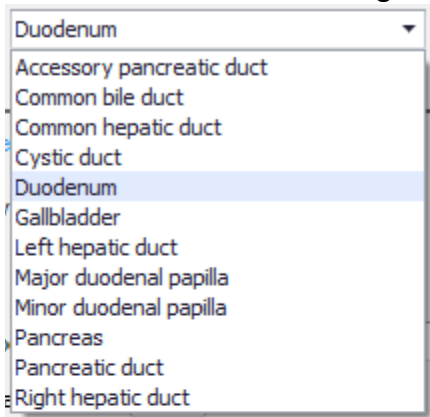 Duodenum
Accessory pancreatic duct
Common bile duct
Common hepatic duct
Cystic duct
Duodenum
Gallbladder
Left hepatic duct
Major duodenal papilla
Minor duodenal papilla
Pancreas
Pancreatic duct
Right hepatic duct